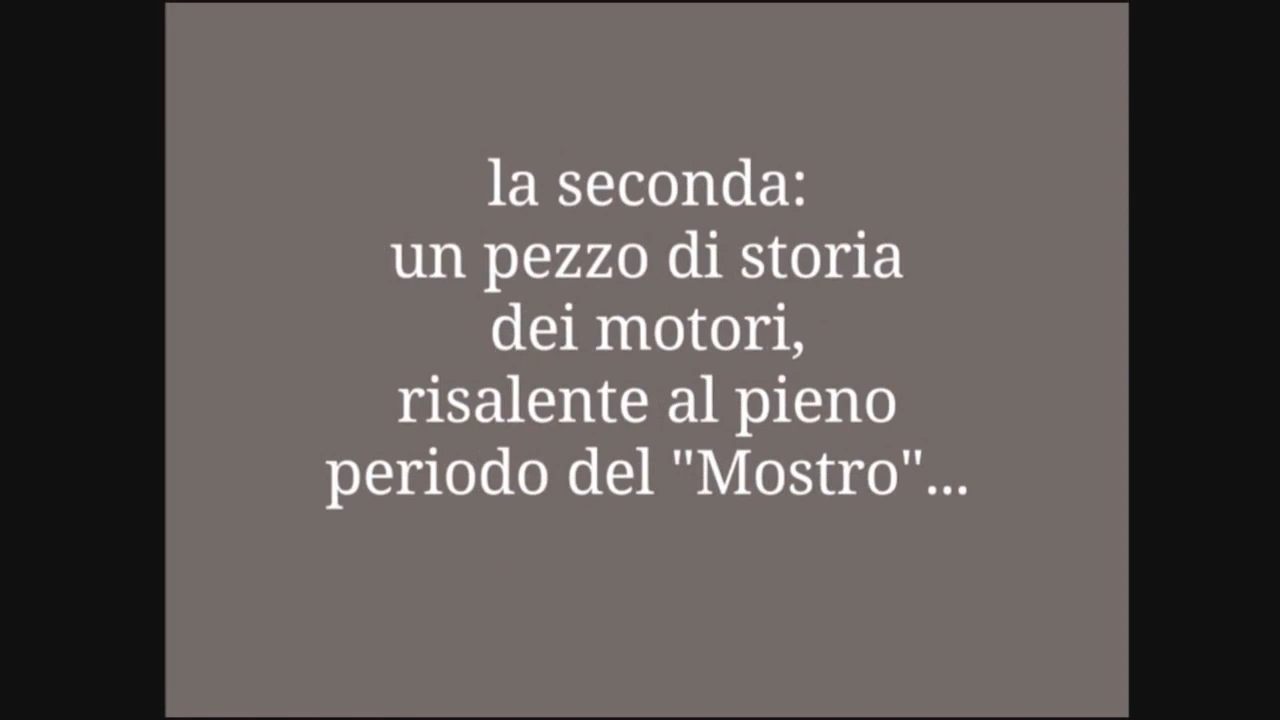 la seconda:
un pezzo di storia
dei motori,
risalente al pieno
periodo del "Mostro"...